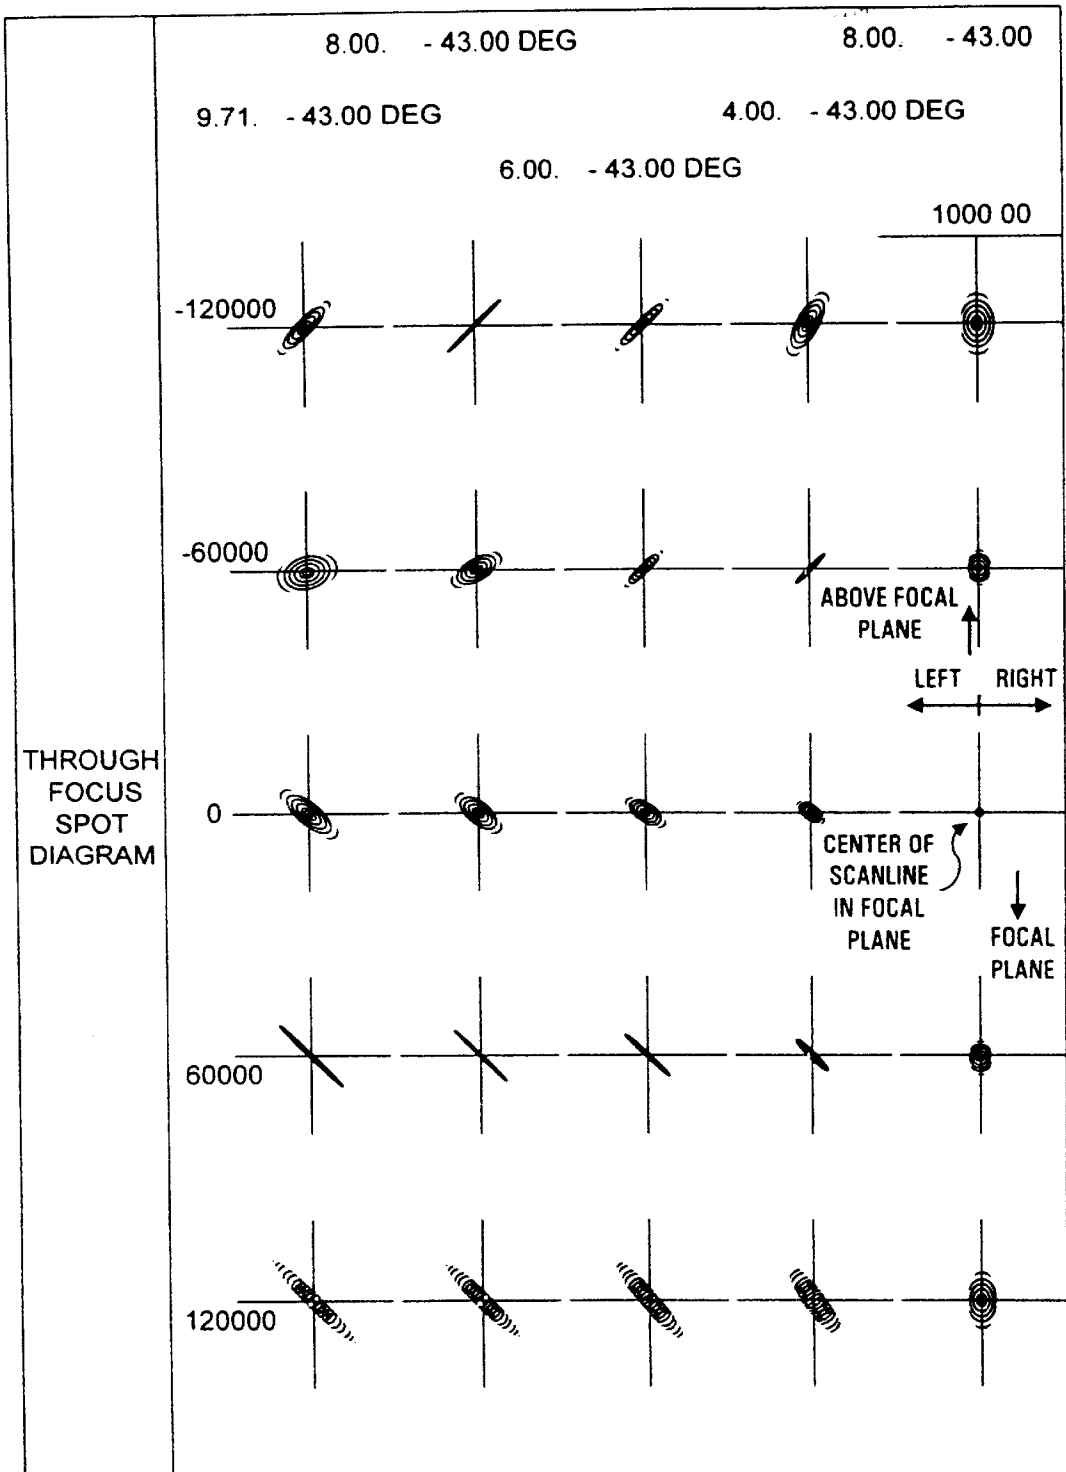 8.00. - 43.00 DEG
8.00. - 43.00
9.71. - 43.00 DEG
4.00. - 43.00 DEG
6.00. - 43.00 DEG
1000 00
-120000
-60000
ABOVE FOCAL
PLANE
LEFT RIGHT
THROUGH
FOCUS
SPOT
DIAGRAM
0
CENTER OF
SCANLINE
IN FOCAL
PLANE
FOCAL
PLANE
60000
120000